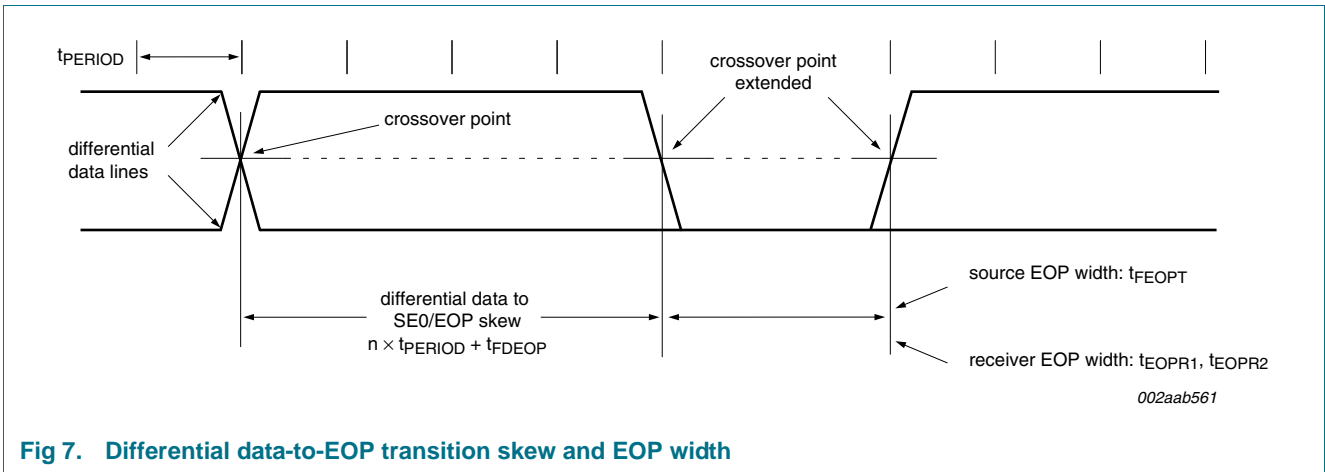 tPERIOD
crossover point
extended
crossover point
differential
data lines
differential data to
SE0/EOP skew
n × tPERIOD + tFDEOP
source EOP width: tFEOPT
receiver EOP width: tEOPR1, tEOPR2
002aab561
Fig 7. Differential data-to-EOP transition skew and EOP width